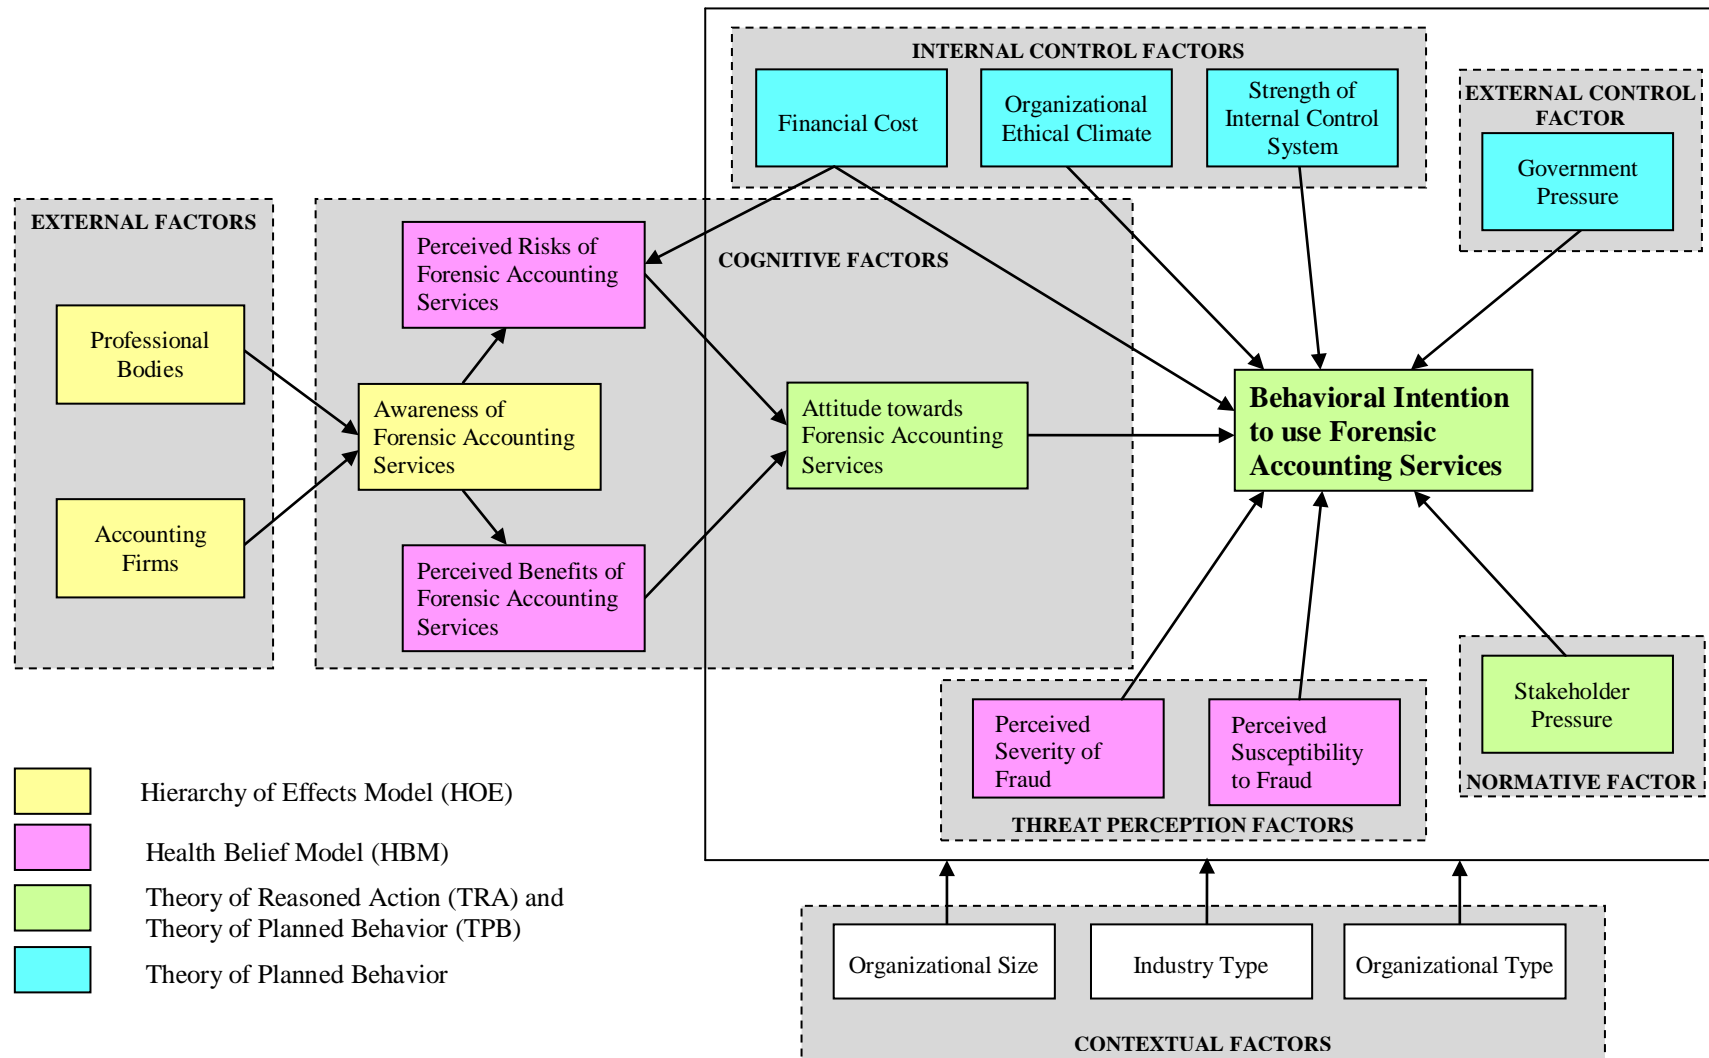 INTERNAL CONTROL FACTORS
Financial Cost
Organizational
Ethical Climate
Strength of
Internal Control
System
EXTERNAL CONTROL
FACTOR
Government
Pressure
EXTERNAL FACTORS
Professional
Bodies
Accounting
Firms
COGNITIVE FACTORS
Perceived Risks of
Forensic Accounting
Services
Awareness of
Forensic Accounting
Services
Perceived Benefits of
Forensic Accounting
Services
Attitude towards
Forensic Accounting
Services
Behavioral Intention
to use Forensic
Accounting Services
Perceived
Severity of
Fraud
Perceived
Susceptibility
to Fraud
THREAT PERCEPTION FACTORS
Stakeholder
Pressure
NORMATIVE FACTOR
Hierarchy of Effects Model (HOE)
Health Belief Model (HBM)
Theory of Reasoned Action (TRA) and
Theory of Planned Behavior (TPB)
Theory of Planned Behavior
Organizational Size
Industry Type
Organizational Type
CONTEXTUAL FACTORS